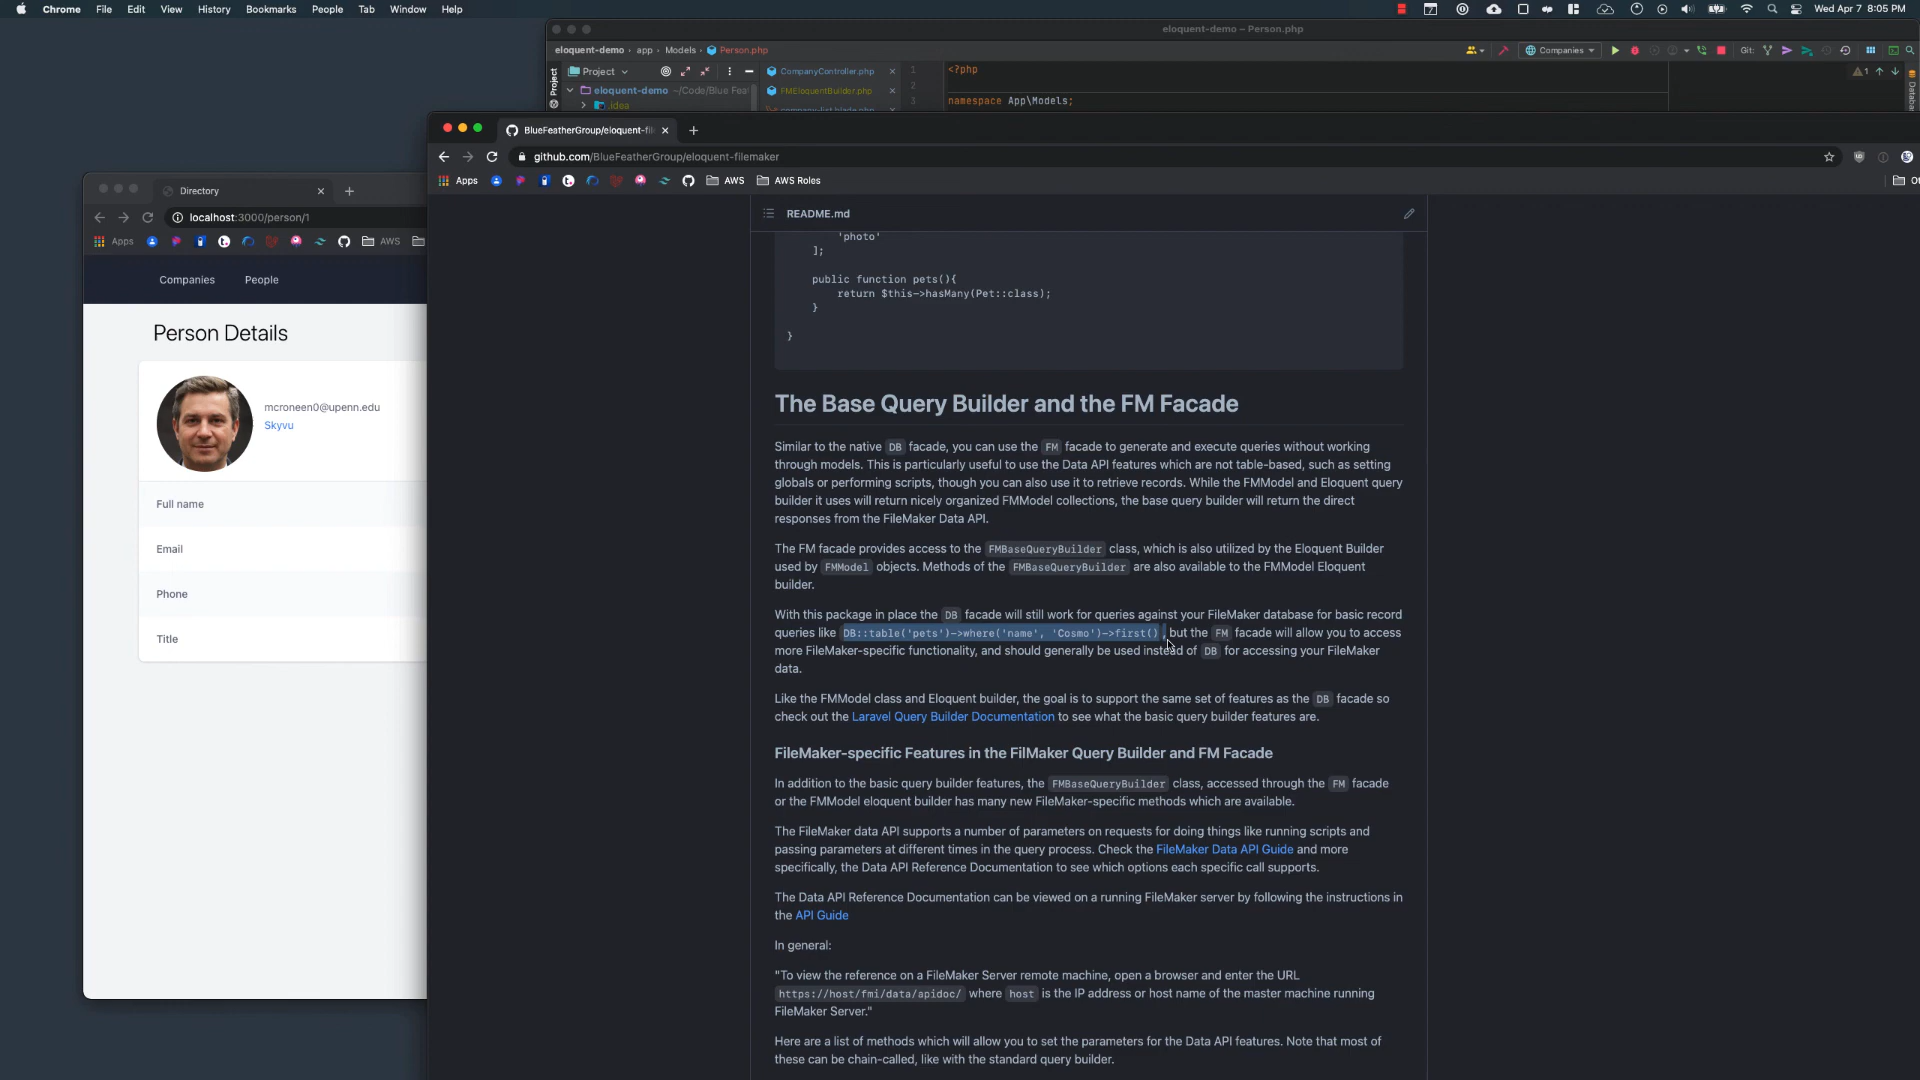 Chrome File Edit View History Bookmarks People Tab Window Help
Wed Apr 7 8:05 PM
eloquent-demo – Person.php
eloquent-demo › app › Models › Person.php
Companies
Git:
Project
Project
CompanyController.php
1
<?php
1
eloquent-demo ~/Code/Blue Feat
FMEloquentBuilder.php
2
.idea
company-list.blade.php
3
namespace App\Models;
Database
BlueFeatherGroup/eloquent-fil
github.com/BlueFeatherGroup/eloquent-filemaker
Apps
AWS
AWS Roles
Directory
localhost:3000/person/1
Apps
AWS
Companies
People
Person Details
mcroneen0@upenn.edu
Skyvu
Full name
Email
Phone
Title
README.md
'photo'
];
public function pets(){
return $this->hasMany(Pet::class);
}
}
The Base Query Builder and the FM Facade
Similar to the native DB facade, you can use the FM facade to generate and execute queries without working
through models. This is particularly useful to use the Data API features which are not table-based, such as setting
globals or performing scripts, though you can also use it to retrieve records. While the FMModel and Eloquent query
builder it uses will return nicely organized FMModel collections, the base query builder will return the direct
responses from the FileMaker Data API.
The FM facade provides access to the FMBaseQueryBuilder class, which is also utilized by the Eloquent Builder
used by FMModel objects. Methods of the FMBaseQueryBuilder are also available to the FMModel Eloquent
builder.
With this package in place the DB facade will still work for queries against your FileMaker database for basic record
queries like DB::table('pets')->where('name', 'Cosmo')->first() , but the FM facade will allow you to access
more FileMaker-specific functionality, and should generally be used instead of DB for accessing your FileMaker
data.
Like the FMModel class and Eloquent builder, the goal is to support the same set of features as the DB facade so
check out the Laravel Query Builder Documentation to see what the basic query builder features are.
FileMaker-specific Features in the FilMaker Query Builder and FM Facade
In addition to the basic query builder features, the FMBaseQueryBuilder class, accessed through the FM facade
or the FMModel eloquent builder has many new FileMaker-specific methods which are available.
The FileMaker data API supports a number of parameters on requests for doing things like running scripts and
passing parameters at different times in the query process. Check the FileMaker Data API Guide and more
specifically, the Data API Reference Documentation to see which options each specific call supports.
The Data API Reference Documentation can be viewed on a running FileMaker server by following the instructions in
the API Guide
In general:
"To view the reference on a FileMaker Server remote machine, open a browser and enter the URL
https://host/fmi/data/apidoc/ where host is the IP address or host name of the master machine running
FileMaker Server."
Here are a list of methods which will allow you to set the parameters for the Data API features. Note that most of
these can be chain-called, like with the standard query builder.